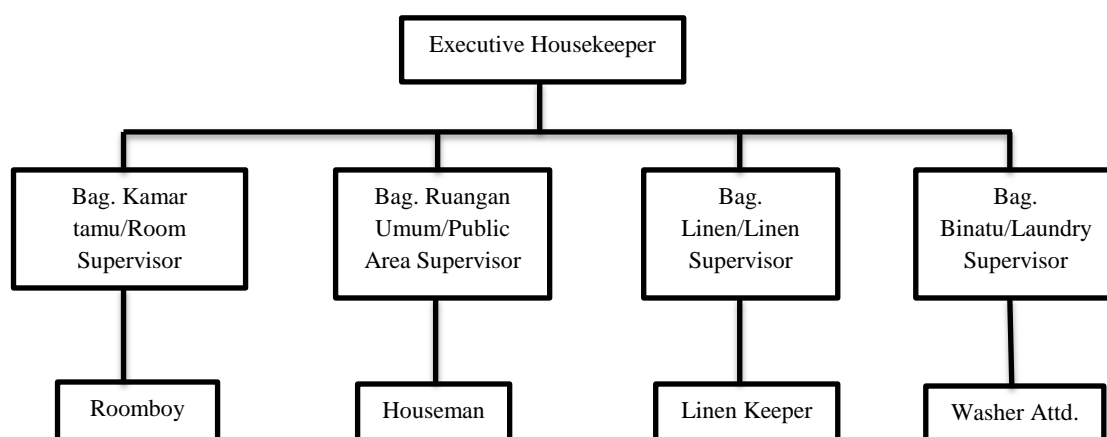 Executive Housekeeper
Bag. Kamar
tamu/Room
Supervisor
Bag. Ruangan
Umum/Public
Area Supervisor
Bag.
Linen/Linen
Supervisor
Bag.
Binatu/Laundry
Supervisor
Roomboy
Houseman
Linen Keeper
Washer Attd.